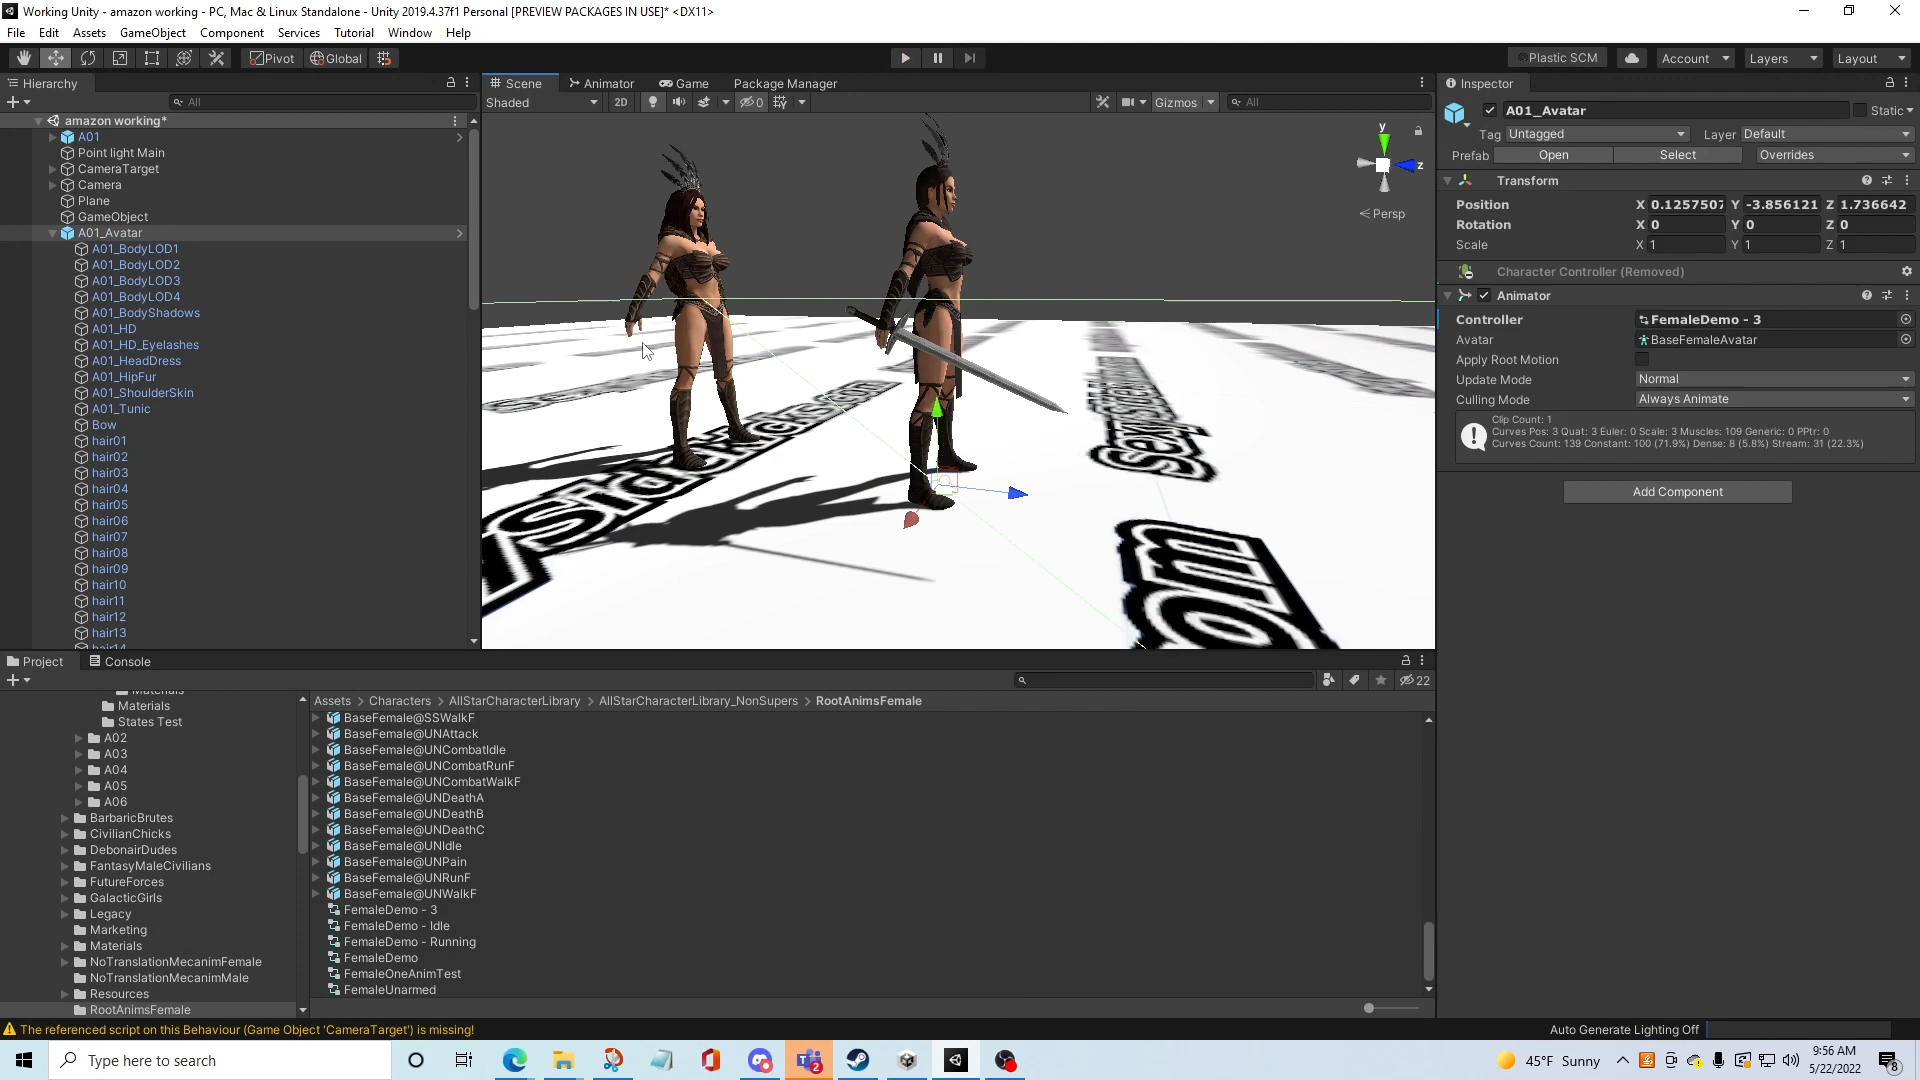 Working Unity - amazon working - PC, Mac & Linux Standalone - Unity 2019.4.37f1 Personal [PREVIEW PACKAGES IN USE]* <DX11>
File Edit Assets GameObject Component Services Tutorial Window Help
Pivot Global Plastic SCM Account Layers Layout
Hierarchy
All
amazon working*
A01
Point light Main
CameraTarget
Camera
Plane
GameObject
A01_Avatar
A01_BodyLOD1
A01_BodyLOD2
A01_BodyLOD3
A01_BodyLOD4
A01_BodyShadows
A01_HD
A01_HD_Eyelashes
A01_HeadDress
A01_HipFur
A01_ShoulderSkin
A01_Tunic
Bow
hair01
hair02
hair03
hair04
hair05
hair06
hair07
hair08
hair09
hair10
hair11
hair12
hair13
hair14
Scene Animator Game Package Manager
Shaded 2D 0 Gizmos All
y
z
Persp
Inspector
A01_Avatar Static
Tag Untagged Layer Default
Prefab Open Select Overrides
Transform
Position X 0.1257507 Y -3.856121 Z 1.736642
Rotation X 0 Y 0 Z 0
Scale X 1 Y 1 Z 1
Character Controller (Removed)
Animator
Controller FemaleDemo - 3
Avatar BaseFemaleAvatar
Apply Root Motion
Update Mode Normal
Culling Mode Always Animate
Clip Count: 1
Curves Pos: 3 Quat: 3 Euler: 0 Scale: 3 Muscles: 109 Generic: 0 PPtr: 0
Curves Count: 139 Constant: 100 (71.9%) Dense: 8 (5.8%) Stream: 31 (22.3%)
Add Component
Project Console
22
Materials
Materials
States Test
A02
A03
A04
A05
A06
BarbaricBrutes
CivilianChicks
DebonairDudes
FantasyMaleCivilians
FutureForces
GalacticGirls
Legacy
Marketing
Materials
NoTranslationMecanimFemale
NoTranslationMecanimMale
Resources
RootAnimsFemale
Assets > Characters > AllStarCharacterLibrary > AllStarCharacterLibrary_NonSupers > RootAnimsFemale
BaseFemale@SSWalkF
BaseFemale@UNAttack
BaseFemale@UNCombatIdle
BaseFemale@UNCombatRunF
BaseFemale@UNCombatWalkF
BaseFemale@UNDeathA
BaseFemale@UNDeathB
BaseFemale@UNDeathC
BaseFemale@UNIdle
BaseFemale@UNPain
BaseFemale@UNRunF
BaseFemale@UNWalkF
FemaleDemo - 3
FemaleDemo - Idle
FemaleDemo - Running
FemaleDemo
FemaleOneAnimTest
FemaleUnarmed
The referenced script on this Behaviour (Game Object 'CameraTarget') is missing!
Auto Generate Lighting Off
Type here to search
2
45°F Sunny
9:56 AM
5/22/2022
8